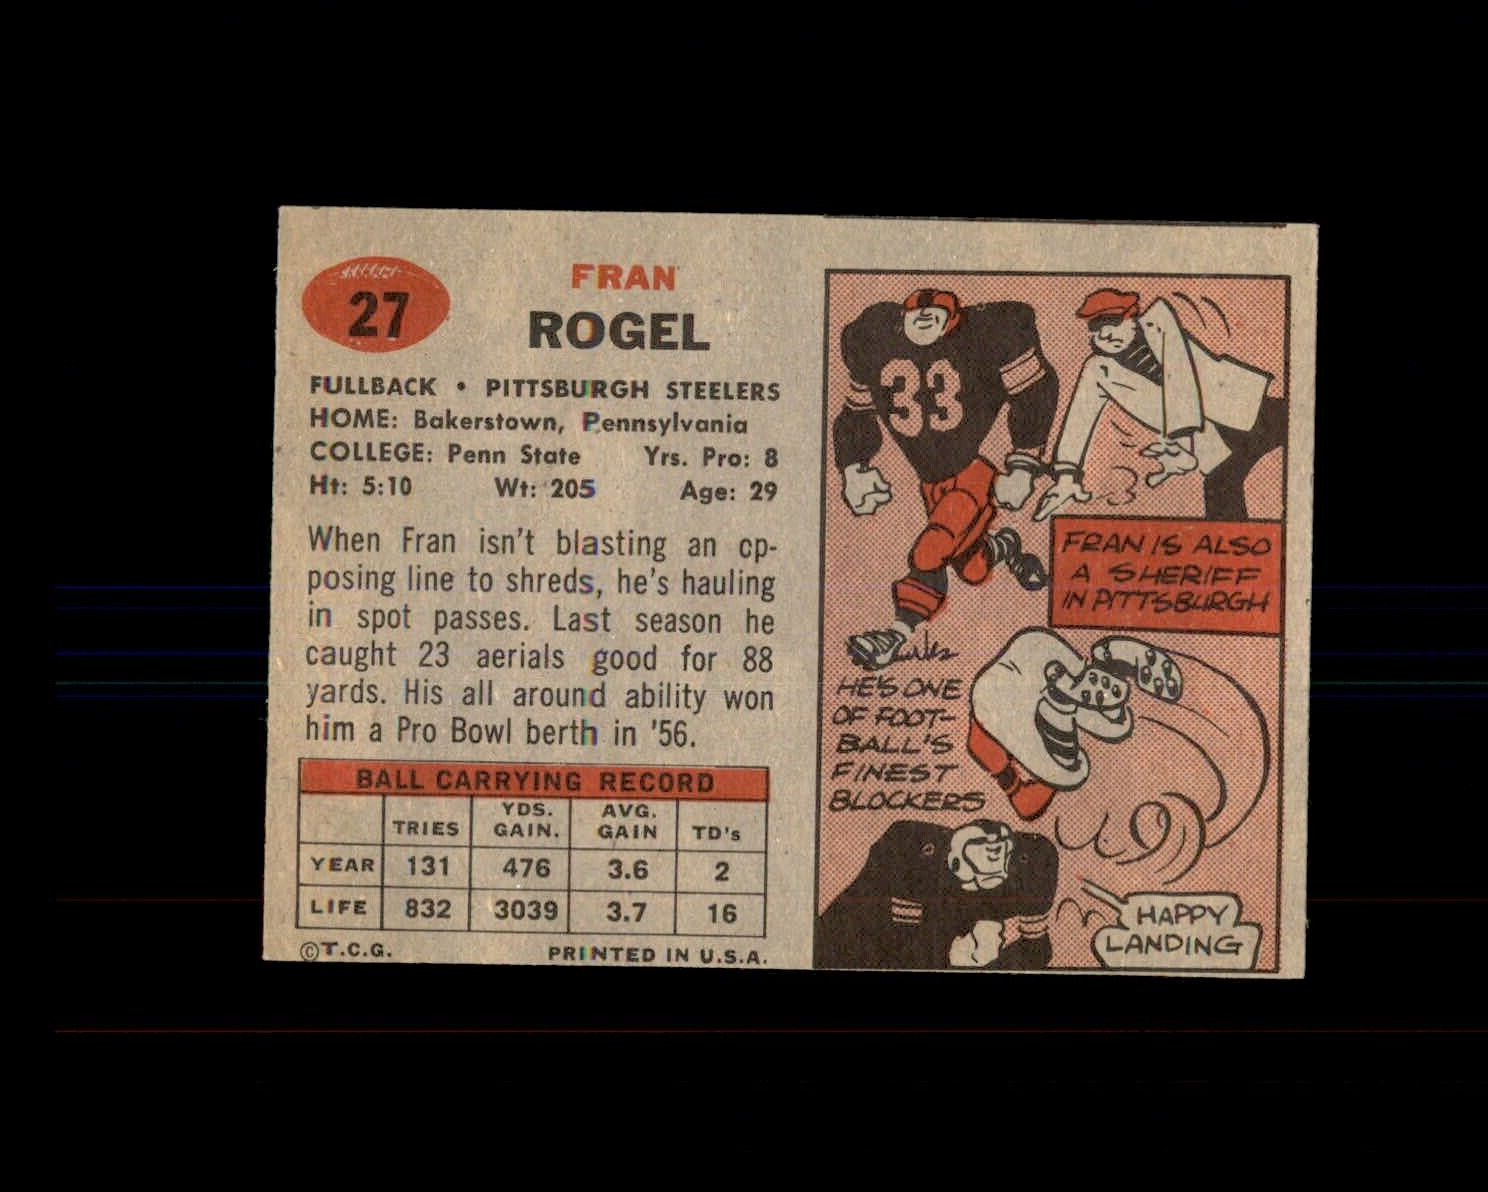 27
FRAN
ROGEL
FULLBACK • PITTSBURGH STEELERS
HOME: Bakerstown, Pennsylvania
COLLEGE: Penn State Yrs. Pro: 8
Ht: 5:10 Wt: 205 Age: 29
When Fran isn't blasting an cp-
posing line to shreds, he's hauling
in spot passes. Last season he
caught 23 aerials good for 88
yards. His all around ability won
him a Pro Bowl berth in '56.
BALL CARRYING RECORD
TRIES YDS. GAIN. AVG. GAIN TD's
YEAR 131 476 3.6 2
LIFE 832 3039 3.7 16
©T.C.G. PRINTED IN U.S.A.
33
FRAN IS ALSO
A SHERIFF
IN PITTSBURGH
HE'S ONE
OF FOOT-
BALL'S
FINEST
BLOCKERS
HAPPY
LANDING